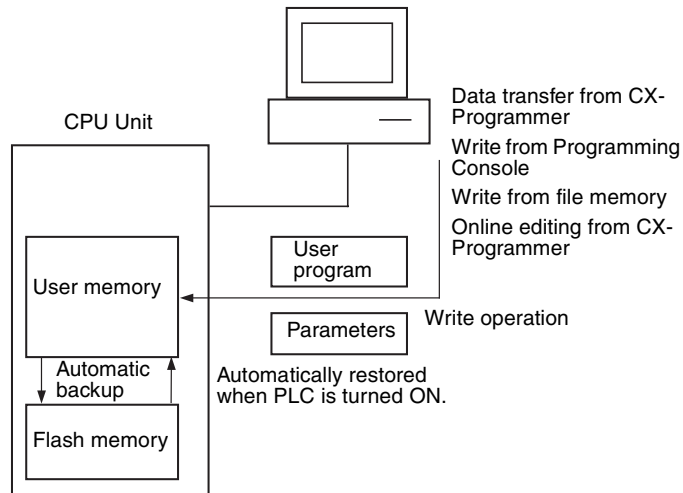 CPU Unit
Data transfer from CX-
Programmer
Write from Programming
Console
Write from file memory
Online editing from CX-
Programmer
User
program
User memory
Parameters
Write operation
Automatic
backup
Automatically restored
when PLC is turned ON.
Flash memory